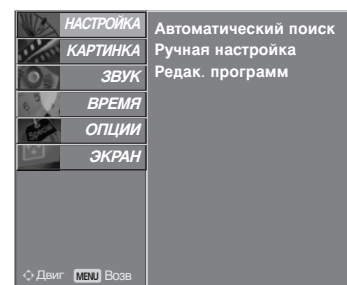 НАСТРОЙКА
КАРТИНКА
ЗВУК
ВРЕМЯ
ОПЦИИ
ЭКРАН
Автоматический поиск
Ручная настройка
Редак. программ
Двиг MENU Возв